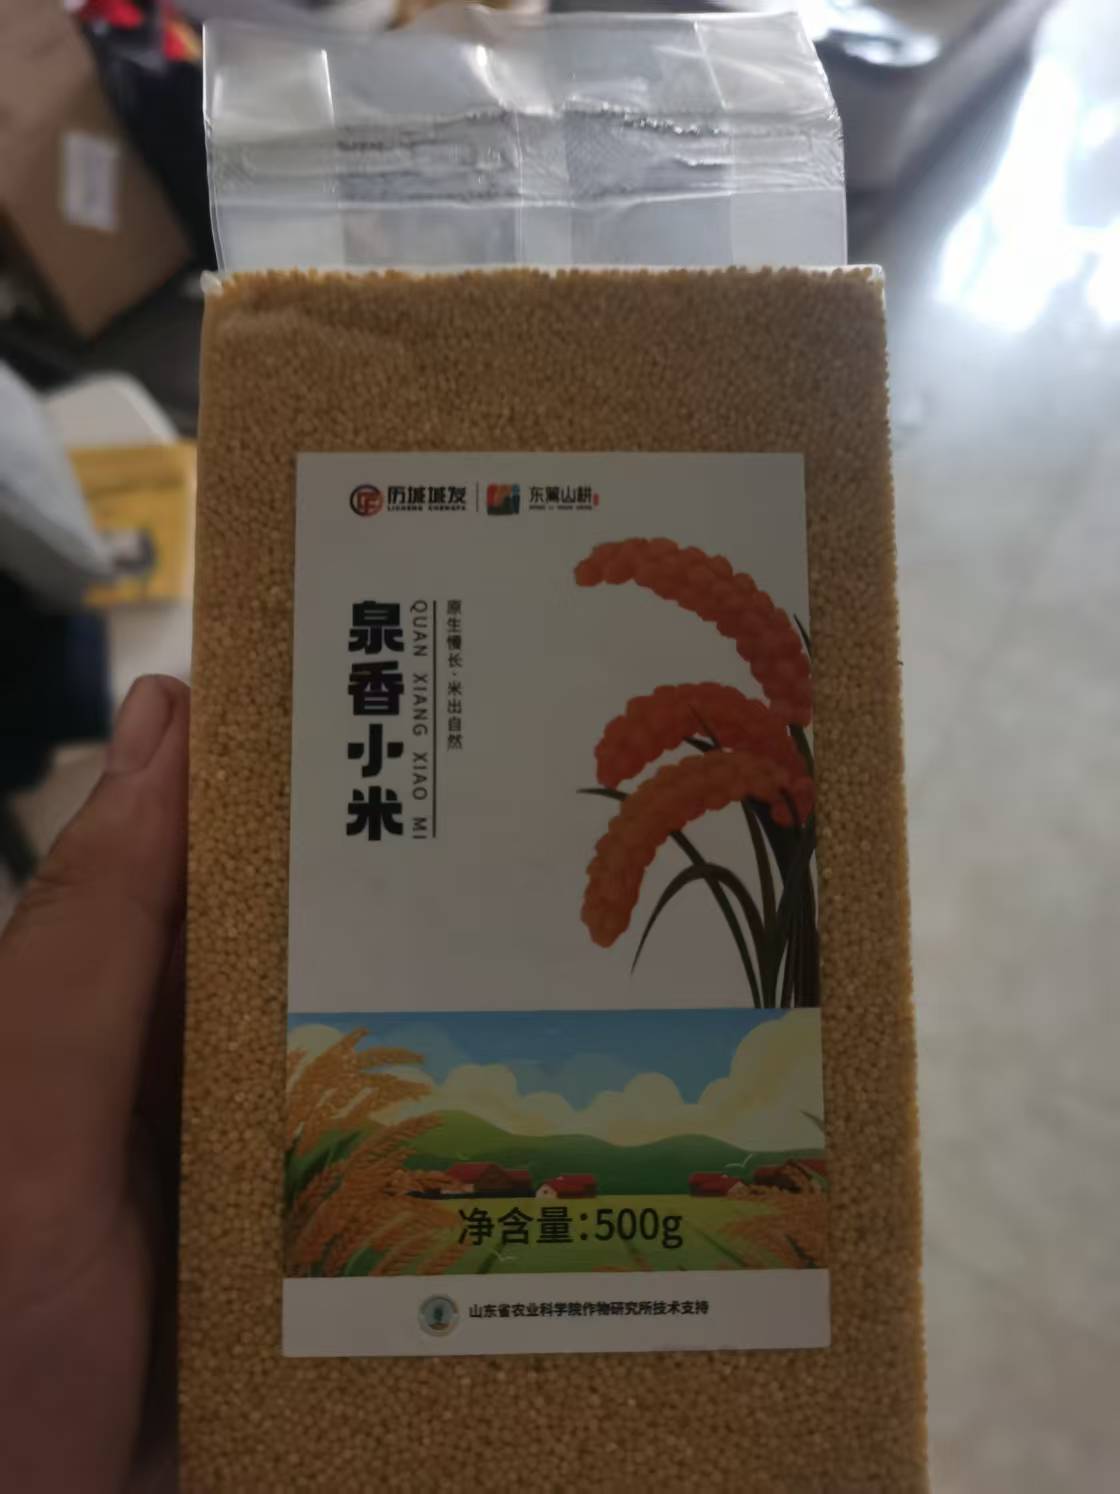 历城城发
LICHENG CHENGFA
东篱山耕
泉香小米
QUAN XIANG XIAO MI
原生慢长·米出自然
净含量:500g
山东省农业科学院作物研究所技术支持